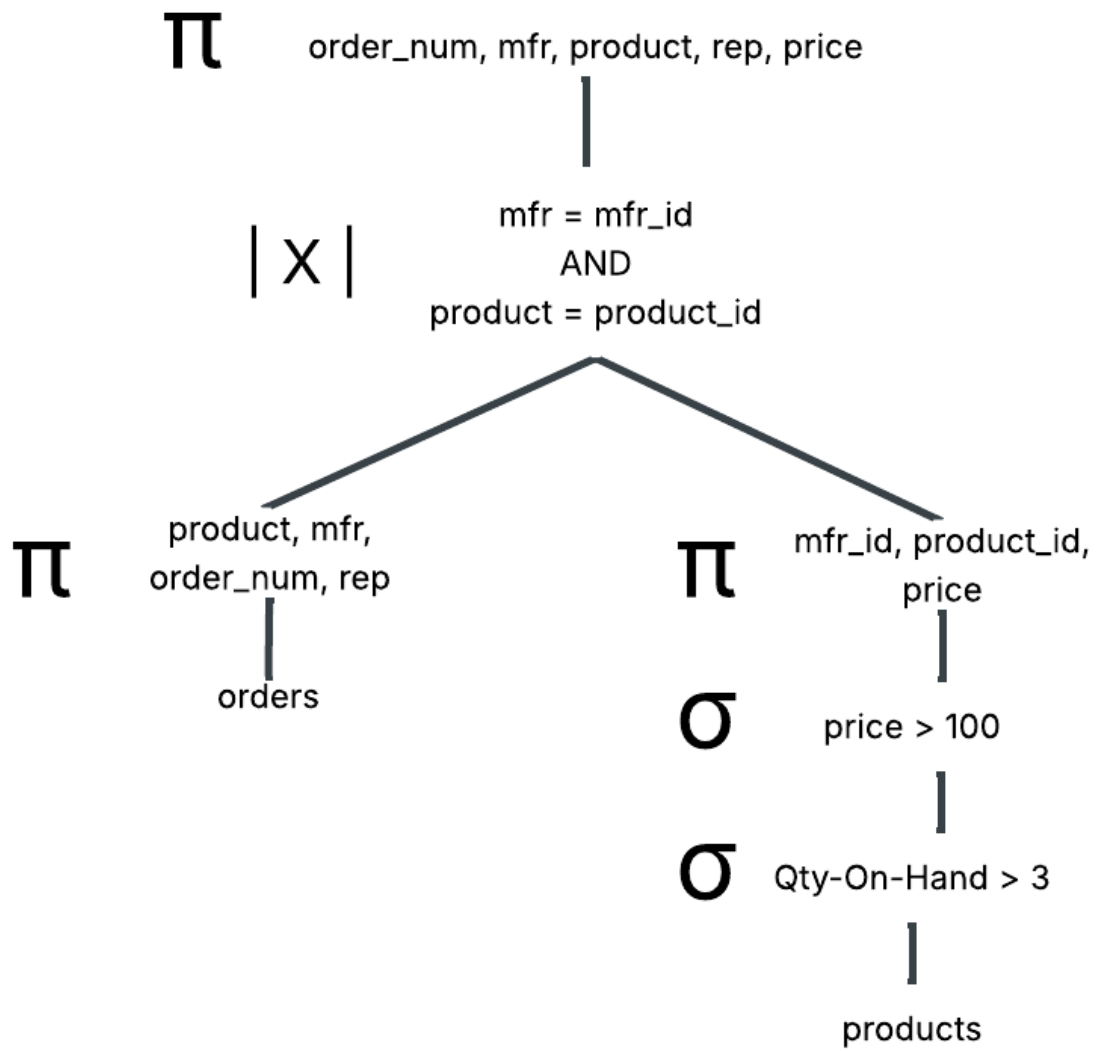 π order_num, mfr, product, rep, price
mfr = mfr_id
| X | AND
product = product_id
product, mfr,
π order_num, rep
orders
π mfr_id, product_id,
price
σ price > 100
σ Qty-On-Hand > 3
products